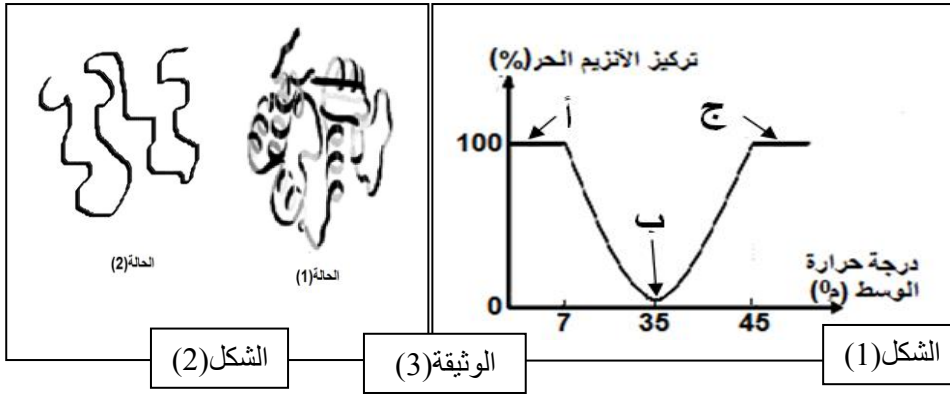 تركيز الأنزيم الحر(%)
أ
ج
100
ب
درجة حرارة
الوسط (م⁰)
0
7
35
45
الشكل(1)
الحالة(1)
الحالة(2)
الشكل(2)
الوثيقة(3)